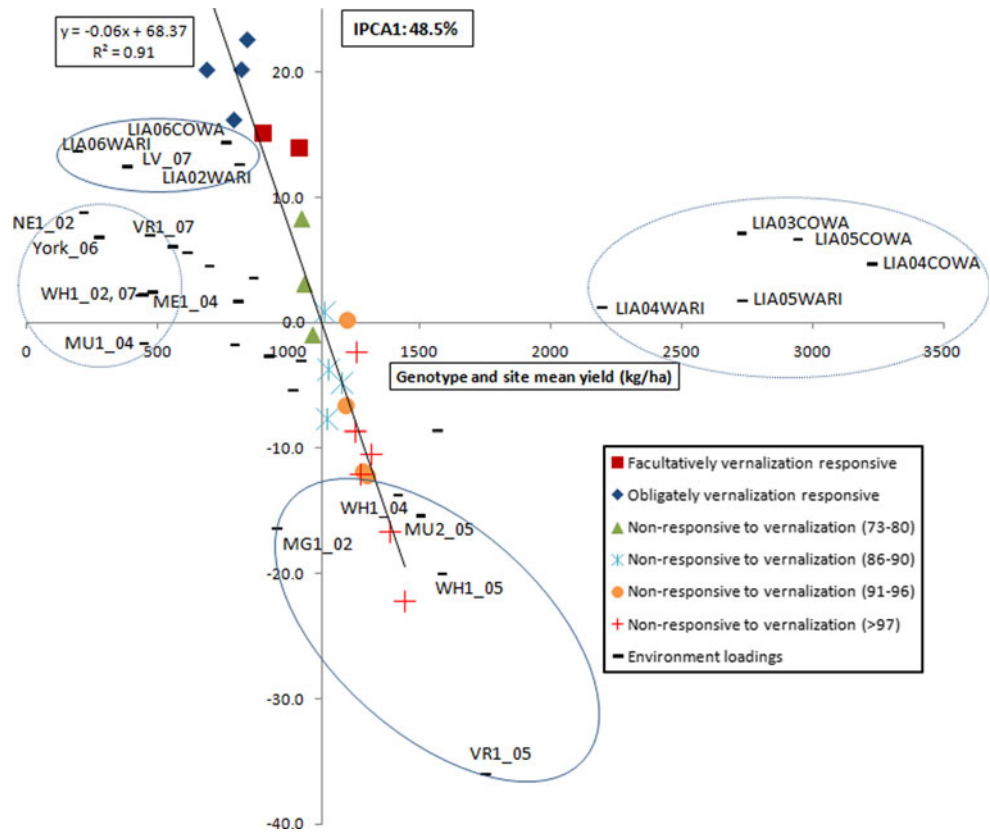 y = -0.06x + 68.37
R² = 0.91
IPCA1: 48.5%
20.0
LIA06COWA
LIA06WARI
LV_07
LIA02WARI
10.0
NE1_02
VR1_07
York_06
LIA03COWA
LIA05COWA
LIA04COWA
WH1_02, 07
ME1_04
LIA04WARI
LIA05WARI
0.0
MU1_04
0
500
1000
1500
2000
2500
3000
3500
Genotype and site mean yield (kg/ha)
-10.0
Facultatively vernalization responsive
Obligately vernalization responsive
Non-responsive to vernalization (73-80)
Non-responsive to vernalization (86-90)
Non-responsive to vernalization (91-96)
Non-responsive to vernalization (>97)
Environment loadings
WH1_04
MU2_05
MG1_02
-20.0
WH1_05
-30.0
VR1_05
-40.0